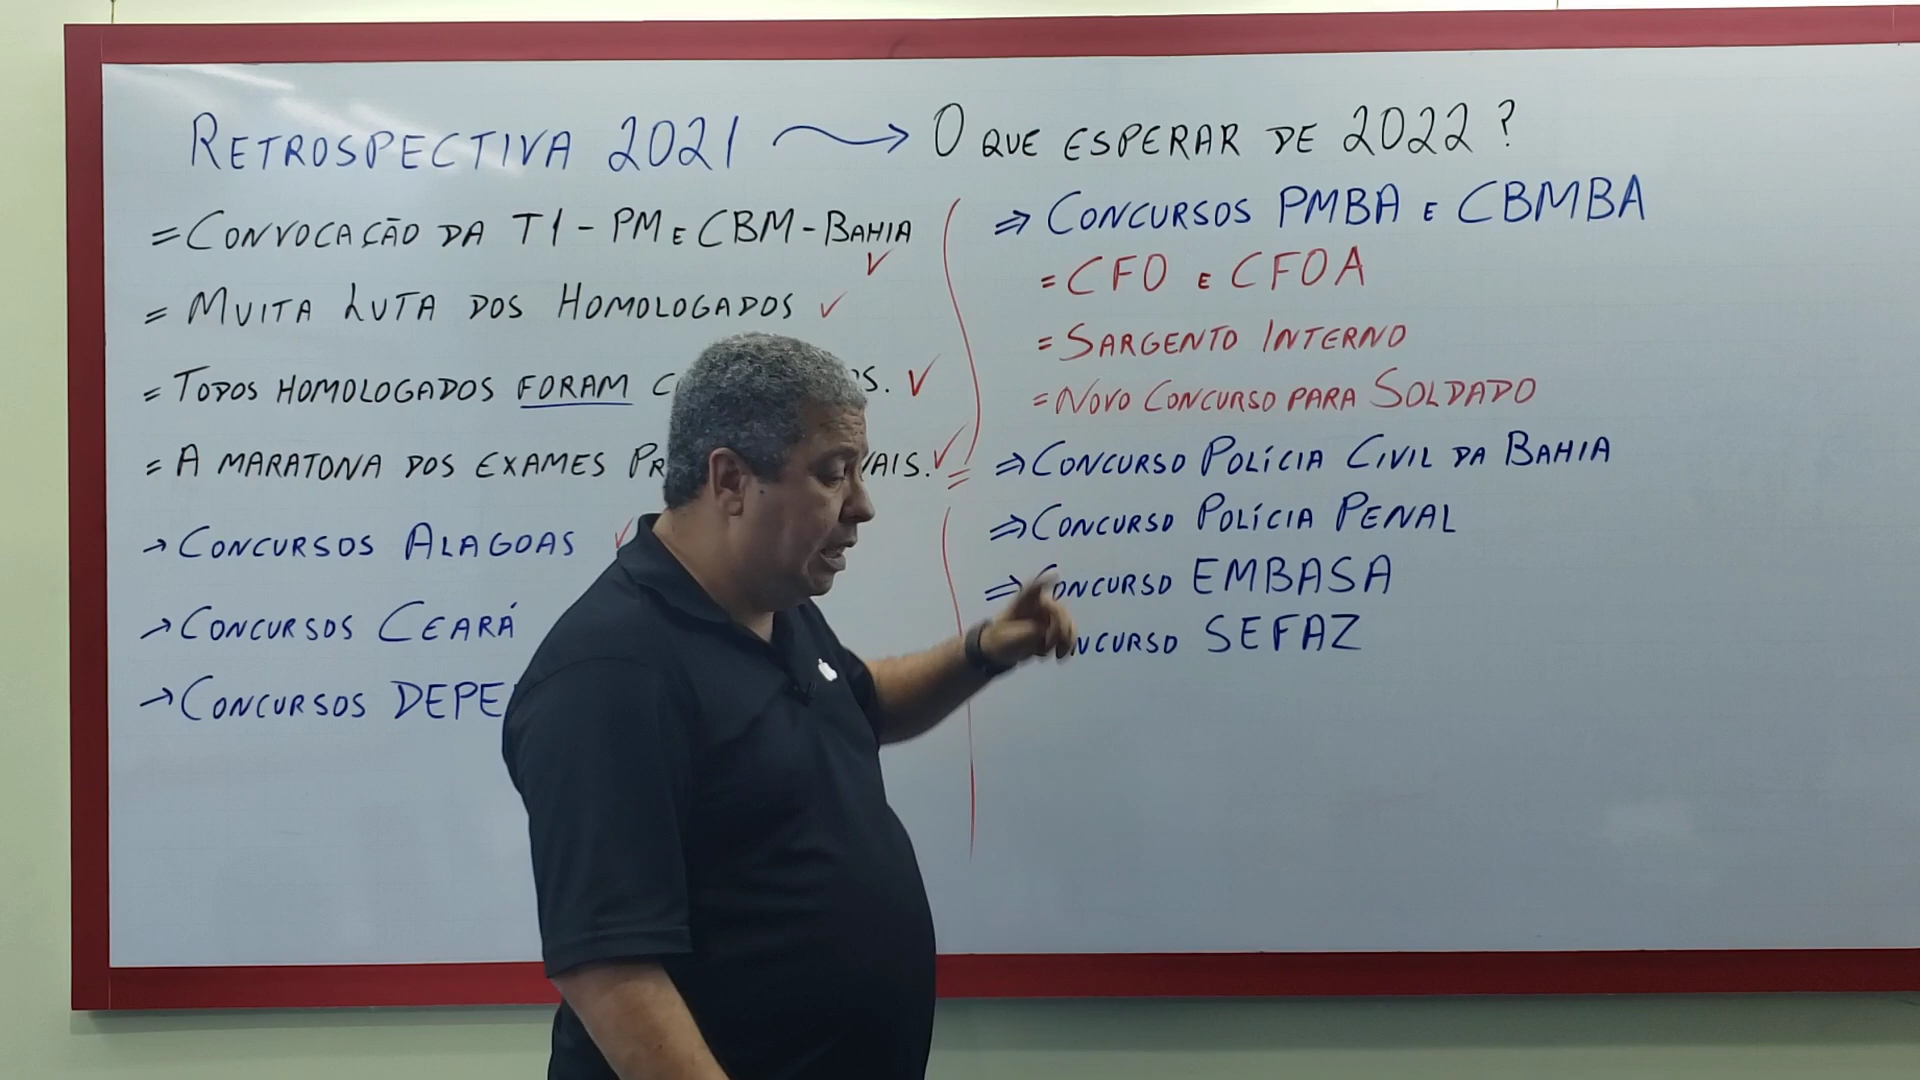 RETROSPECTIVA 2021
= CONVOCAÇÃO DA T1 - PM E CBM - BAHIA
= MUITA LUTA DOS HOMOLOGADOS
= TODOS HOMOLOGADOS FORAM
= A MARATONA DOS EXAMES
→ CONCURSOS ALAGOAS
→ CONCURSOS CEARÁ
→ CONCURSOS
O QUE ESPERAR DE 2022?
⇒ CONCURSOS PMBA E CBMBA
= CFO E CFOA
= SARGENTO INTERNO
= NOVO CONCURSO PARA SOLDADO
⇒ CONCURSO POLÍCIA CIVIL DA BAHIA
⇒ CONCURSO POLÍCIA PENAL
⇒ CONCURSO EMBASA
CONCURSO SEFAZ